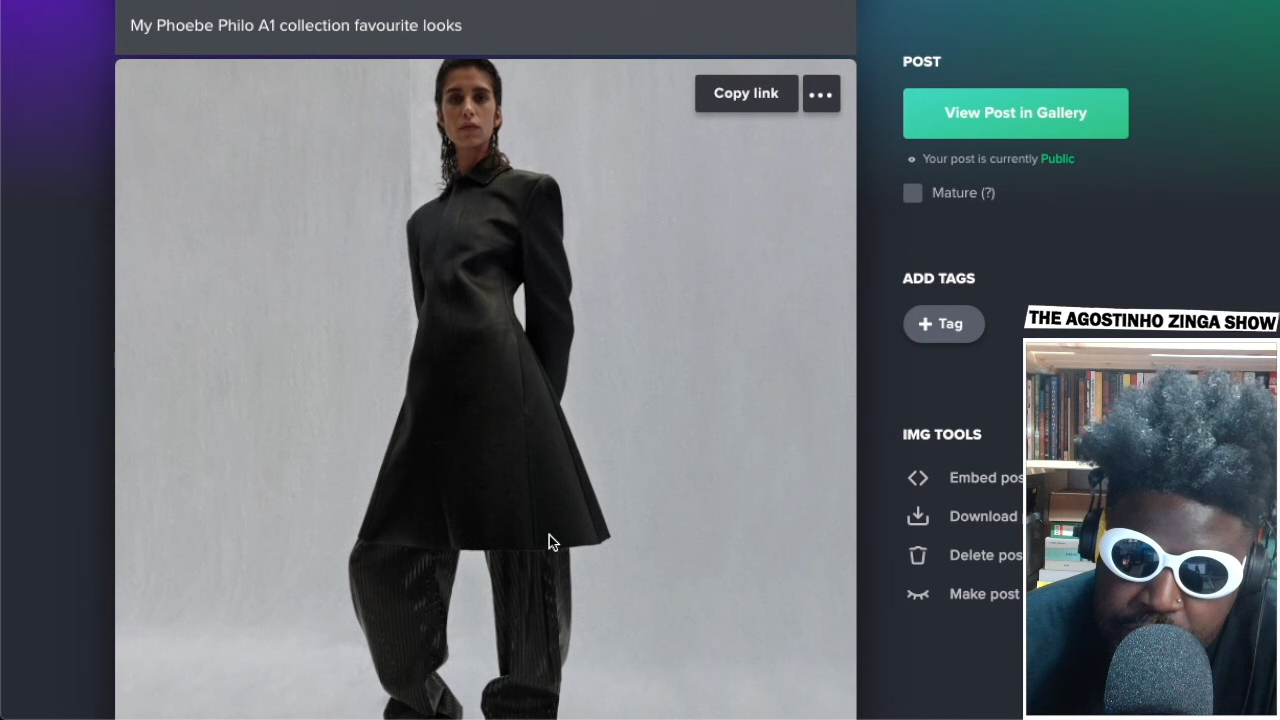 My Phoebe Philo A1 collection favourite looks
Copy link
POST
View Post in Gallery
Your post is currently Public
Mature (?)
ADD TAGS
+ Tag
THE AGOSTINHO ZINGA SHOW
IMG TOOLS
Embed pos
Download
Delete pos
Make post